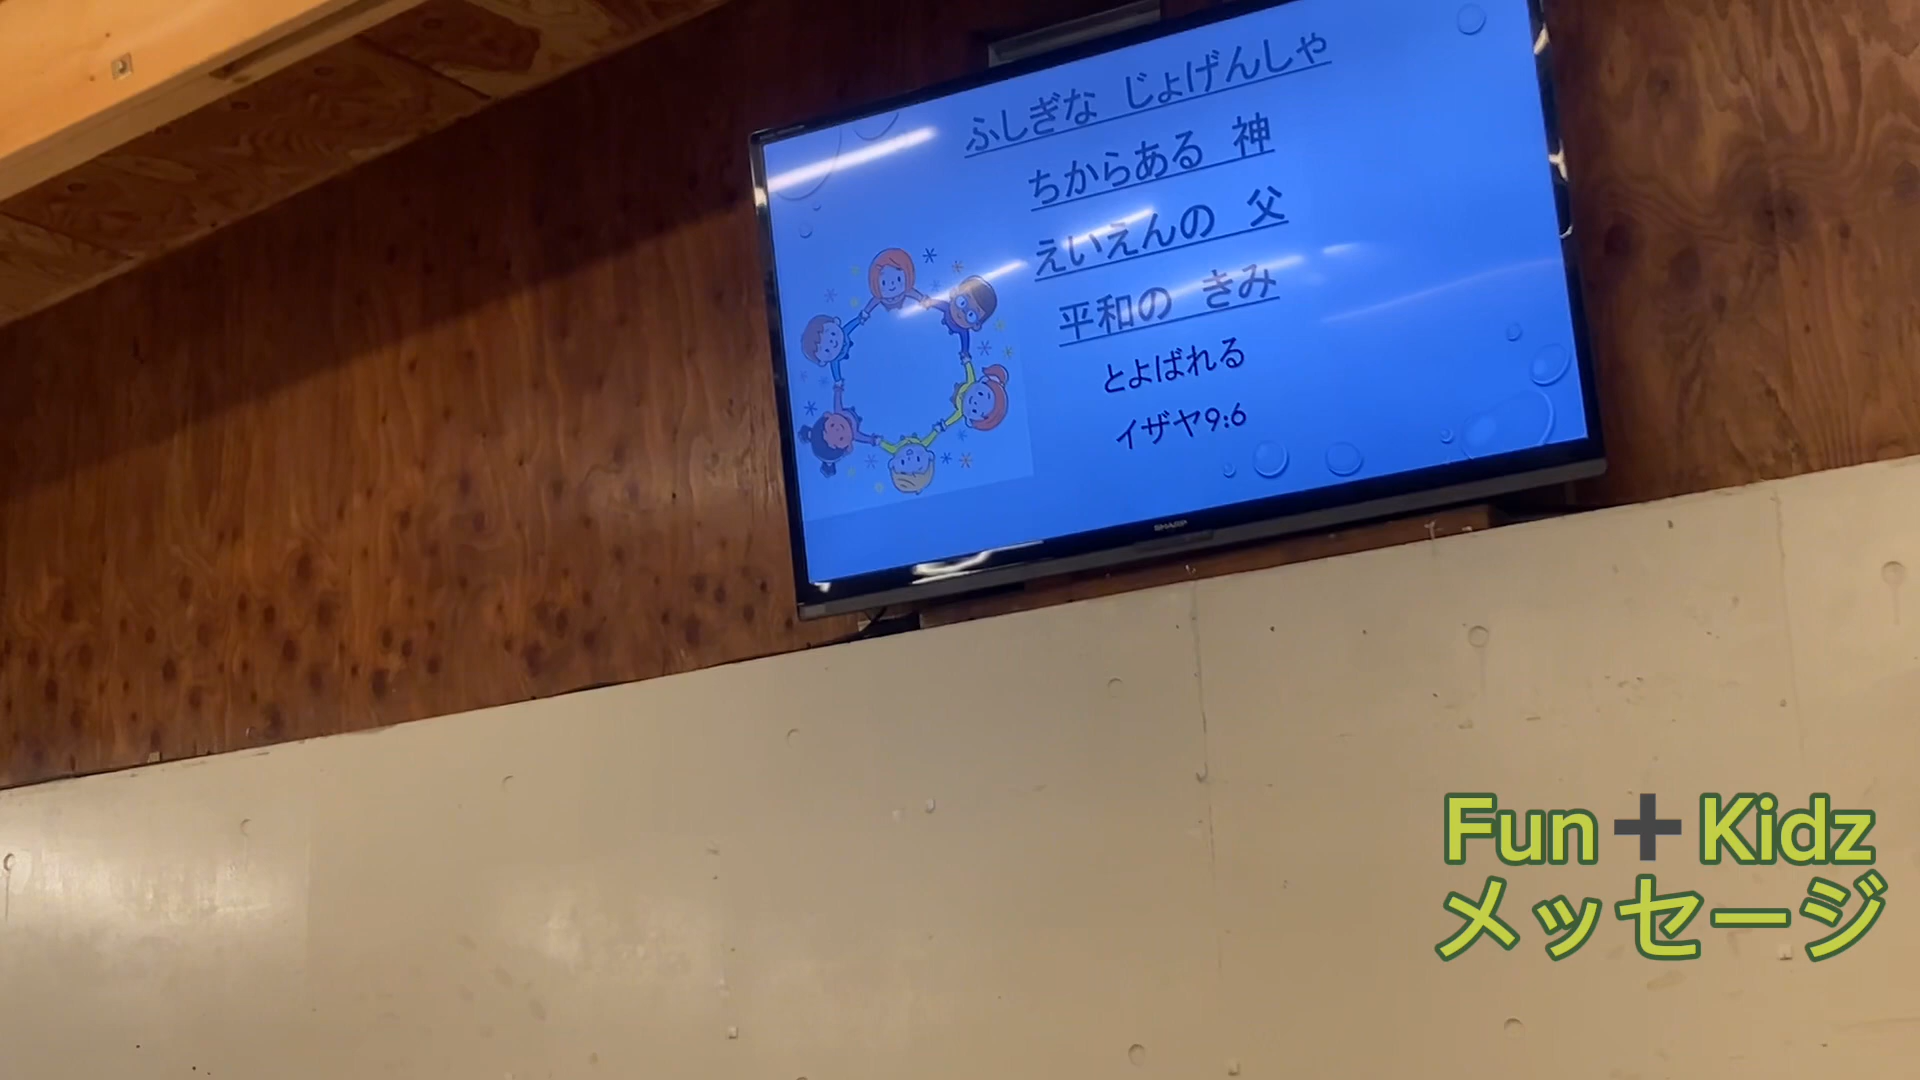 ふしぎな じょげんしゃ
ちからある 神
えいえんの 父
平和の きみ
とよばれる
イザヤ9:6
SHARP
Fun➕Kidz
メッセージ